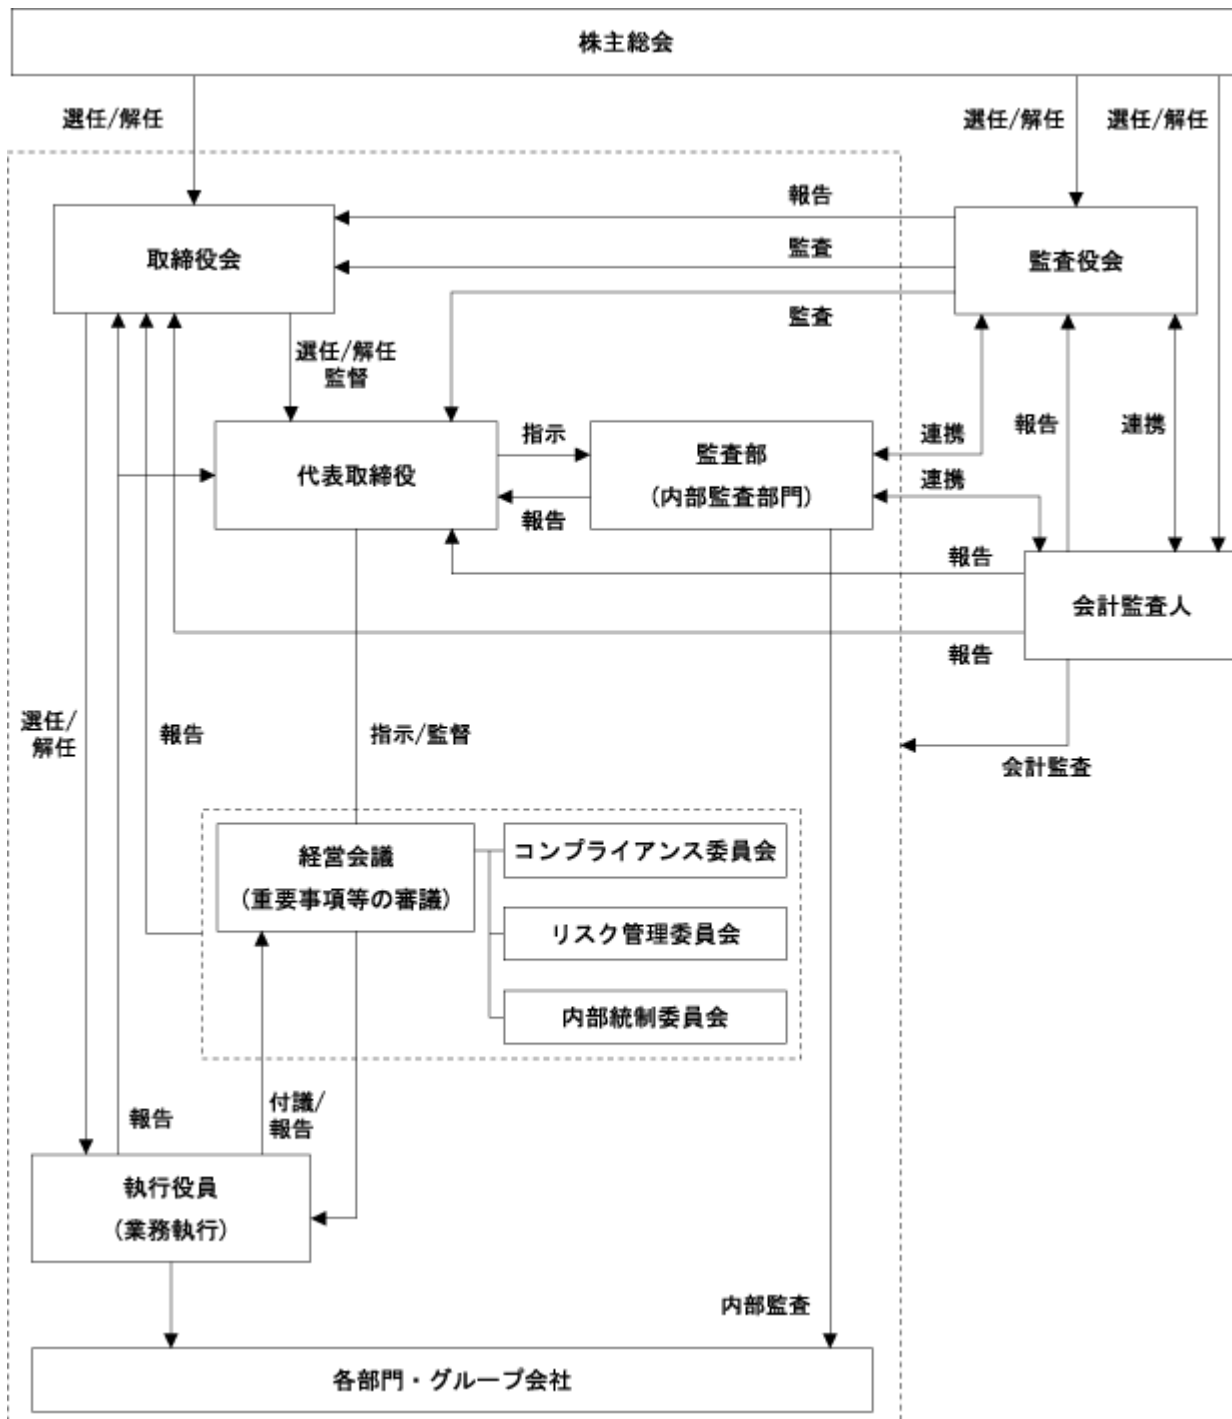 株主総会
選任/解任
選任/解任
選任/解任
報告
取締役会
監査
監査役会
監査
選任/解任
監督
指示
代表取締役
監査部
(内部監査部門)
報告
連携
連携
報告
連携
報告
会計監査人
報告
選任/
解任
報告
指示/監督
会計監査
経営会議
(重要事項等の審議)
コンプライアンス委員会
リスク管理委員会
内部統制委員会
報告
付議/
報告
執行役員
(業務執行)
内部監査
各部門・グループ会社